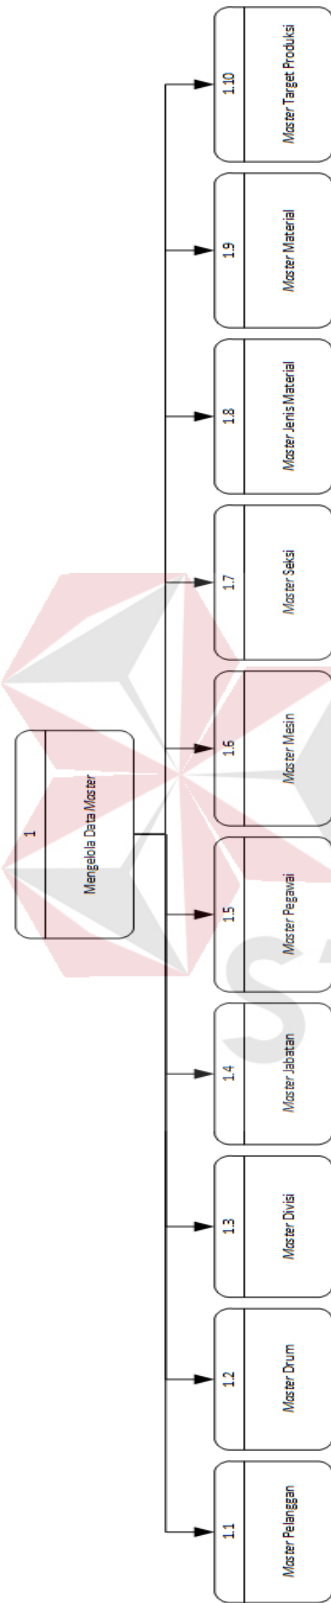 1
Mengelola Data Master
1.1
Master Pelanggan
1.2
Master Drum
1.3
Master Divisi
1.4
Master Jabatan
1.5
Master Pegawai
1.6
Master Mesin
1.7
Master Seksi
1.8
Master Jenis Material
1.9
Master Material
1.10
Master Target Produksi